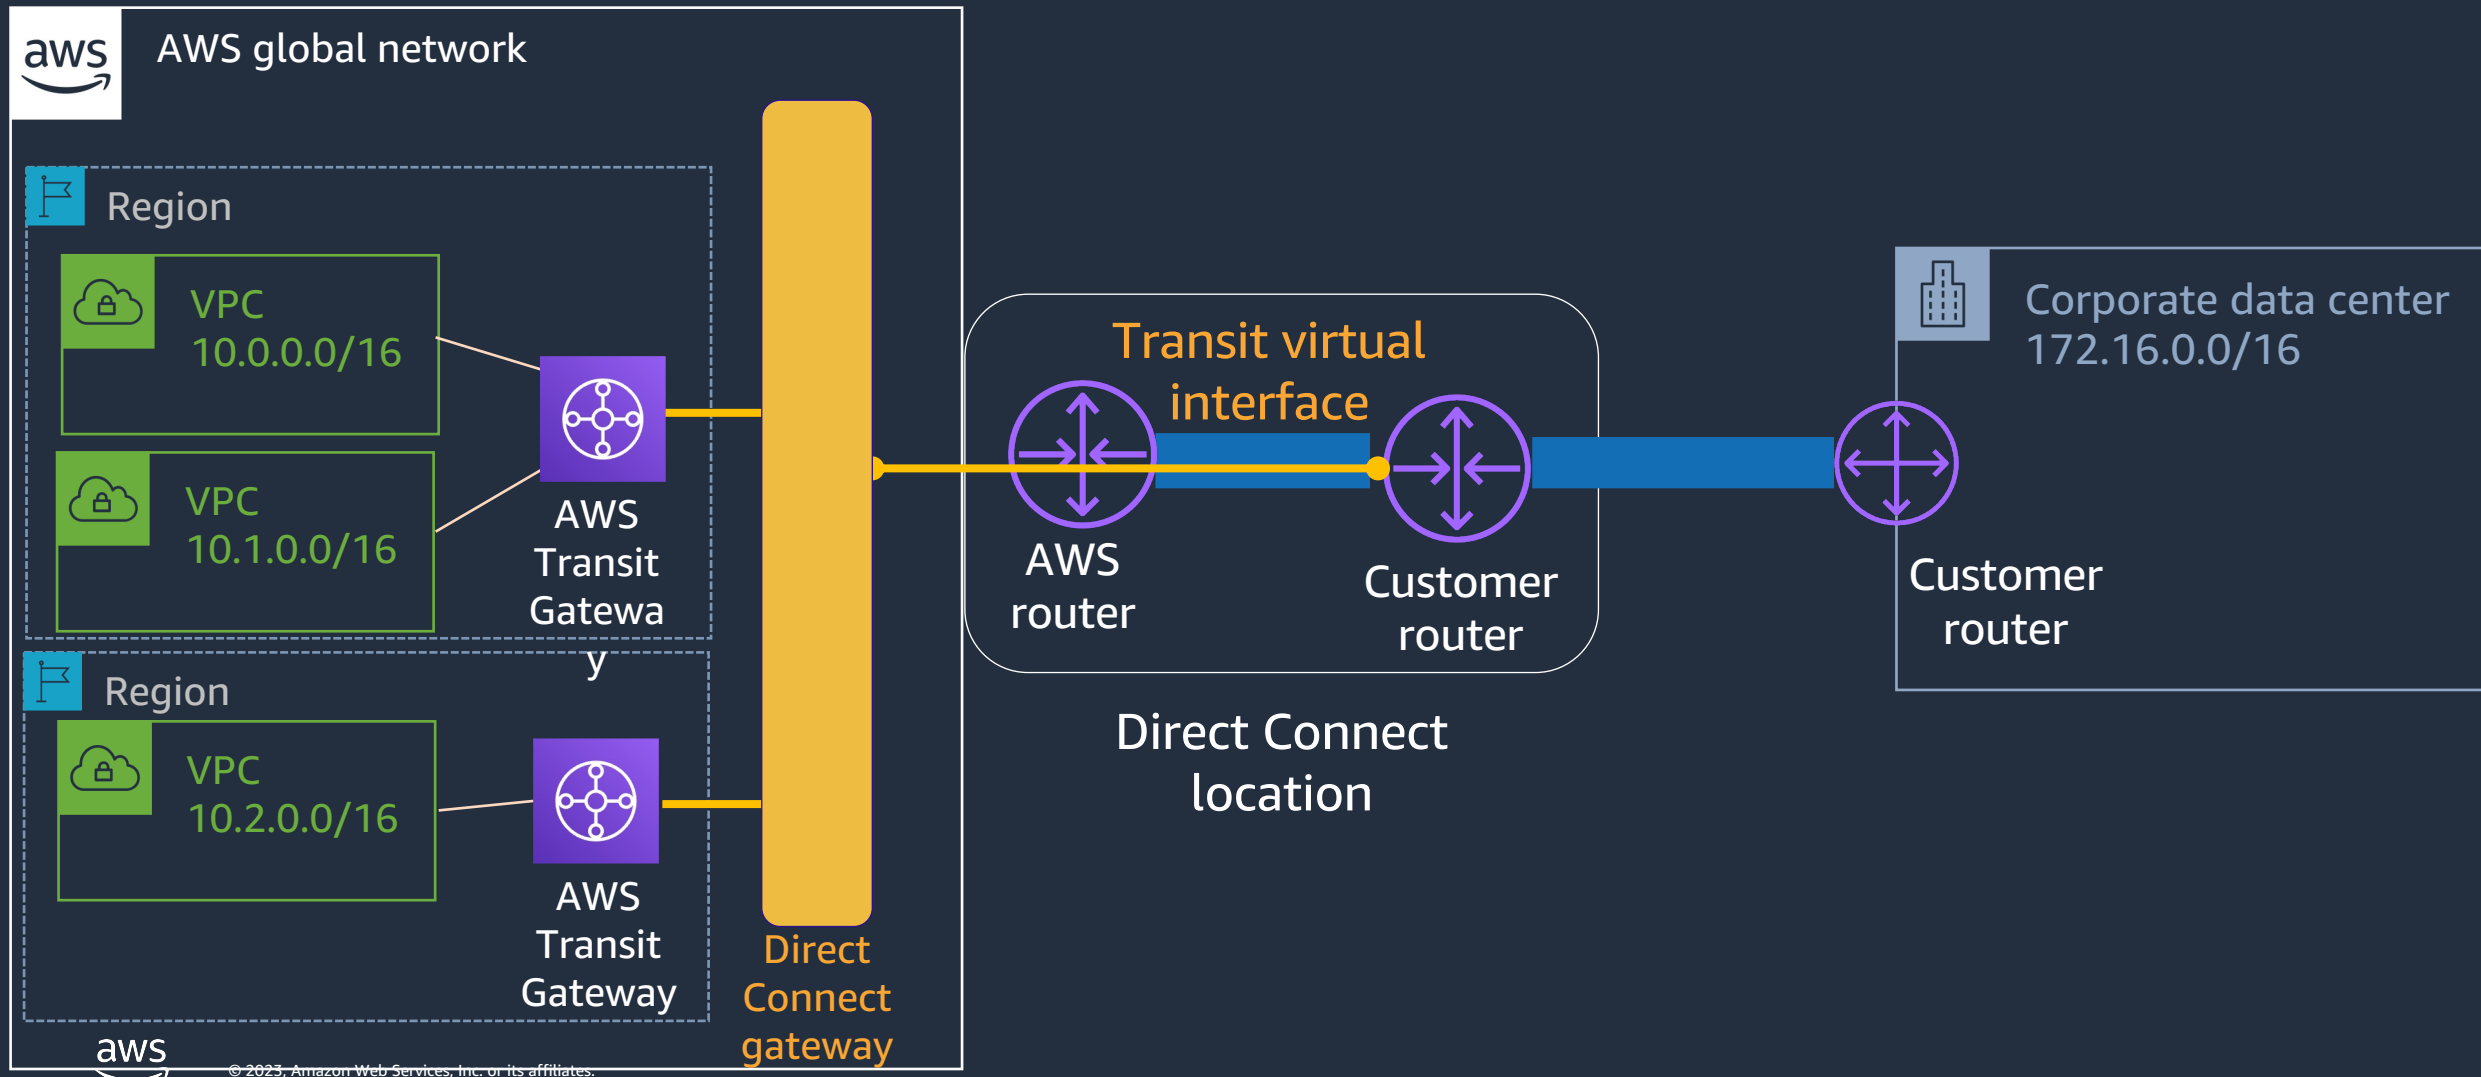 aws
AWS global network
Region
VPC
10.0.0.0/16
VPC
10.1.0.0/16
AWS
Transit
Gatewa
y
Region
VPC
10.2.0.0/16
AWS
Transit
Gateway
Direct
Connect
gateway
Transit virtual
interface
AWS
router
Customer
router
Direct Connect
location
Corporate data center
172.16.0.0/16
Customer
router
aws
© 2023, Amazon Web Services, Inc. or its affiliates.